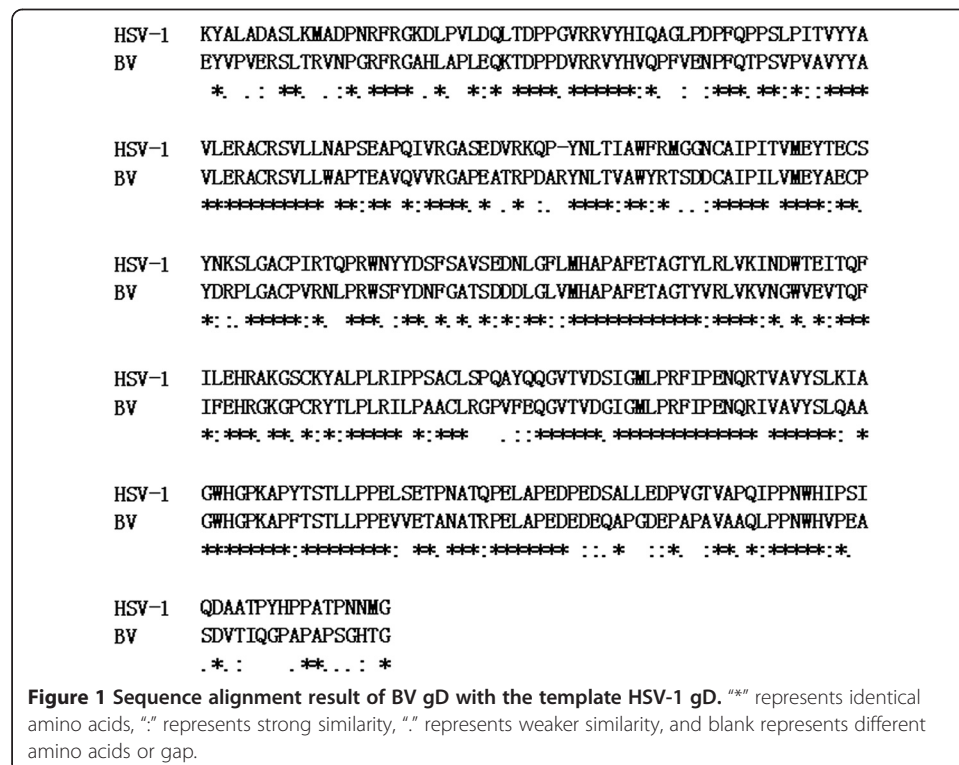 HSV-1 KYALADASLKMADPNRFRGKDLPVLDQLTDPPGVRRVYHIQAGLPDPFQPPSLPITVYYA
BV EYVPVERSLTRVNPGRFRGAHLAPLEQKTDPPDVRRVYHVQPFVENPFQTPSVPVAVYYA
*. .: **. .:*.****.*. *:* ****.******:*. : :***.**:*::****
HSV-1 VLERACRSVLLNAPSEAPQIVRGASEDVRKQP-YNLTIAWFRMGGNCAIPITVMEYTECS
BV VLERACRSVLLWAPTEAVQVVRGAPEATRPDARYNLTVAWYRTSDDCAIPILVMEYAECP
*********** **:** *:****.* .* :. ****:**:* ..:***** ****:**.
HSV-1 YNKSLGACPIRTQPRWNYYDSFSAVSEDNLGFLMHAPAFETAGTYLRLVKINDWTEITQF
BV YDRPLGACPVRNLPRWSFYDNFGATSDDDLGLVMHAPAFETAGTYVRLVKVNGWVEVTQF
*:: .*****:*. ***.:**.*.*.*:*:**::************:****:*.*.*:***
HSV-1 ILEHRAKGSCKYALPLRIPPSACLSPQAYQQGVTVDSIGMLPRFIPENQRTVAVYSLKIA
BV IFEHRGKGPCRYTLPLRILPAACLRGPVFEQGVTVDGIGMLPRFIPENQRIVAVYSLQAA
*:***.**.*:*:***** *:*** .::******.************* ******: *
HSV-1 GWHGPKAPYTSTLLPPELSETPNATQPELAPEDPEDSALLEDPVGTVAPQIPPNWHIPSI
BV GWHGPKAPFTSTLLPPEVVETANATRPELAPEDEDEQAPGDEPAPAVAAQLPPNWHVPEA
********:********: **.***:******* ::.* ::*. :**.*:*****:*.
HSV-1 QDAATPYHPPATPNNMG
BV SDVTIQGPAPAPSGHTG
.*.: .**...: *
Figure 1 Sequence alignment result of BV gD with the template HSV-1 gD. “*” represents identical
amino acids, “:” represents strong similarity, “.” represents weaker similarity, and blank represents different
amino acids or gap.